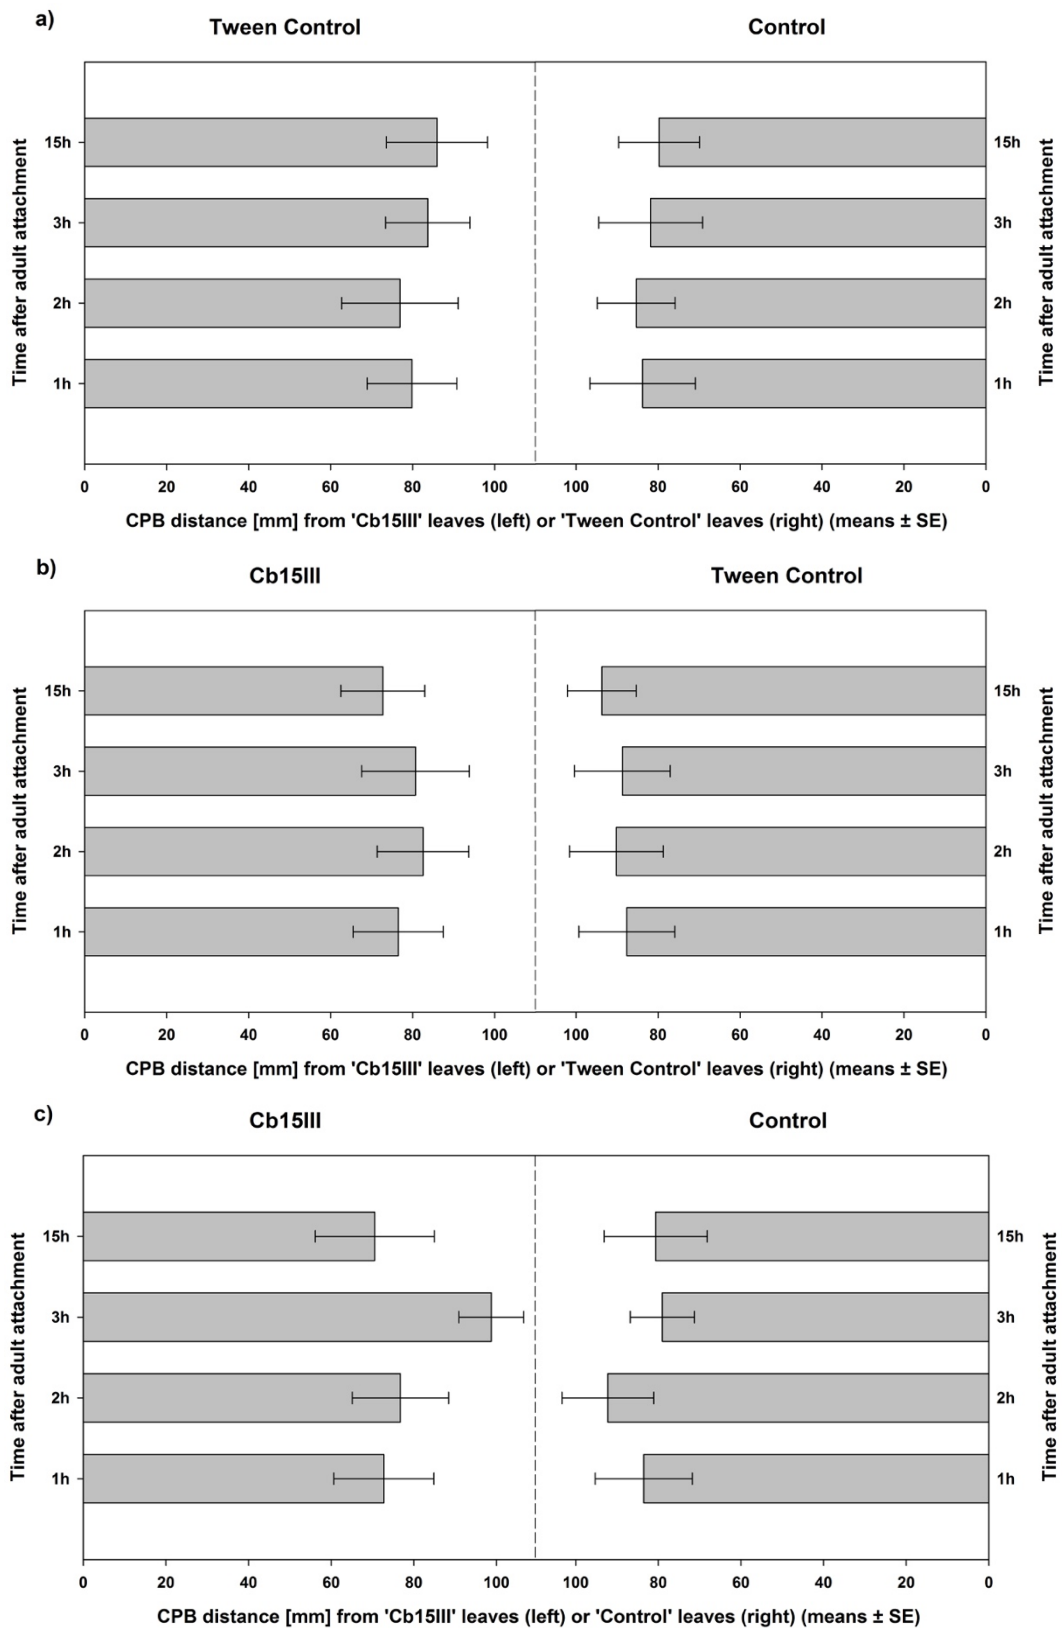 a)
Tween Control Control
Time after adult attachment
15h 15h
3h 3h
2h 2h
1h 1h
Time after adult attachment
0 20 40 60 80 100 100 80 60 40 20 0
CPB distance [mm] from 'Cb15III' leaves (left) or 'Tween Control' leaves (right) (means ± SE)
b)
Cb15III Tween Control
Time after adult attachment
15h 15h
3h 3h
2h 2h
1h 1h
Time after adult attachment
0 20 40 60 80 100 100 80 60 40 20 0
CPB distance [mm] from 'Cb15III' leaves (left) or 'Tween Control' leaves (right) (means ± SE)
c)
Cb15III Control
Time after adult attachment
15h 15h
3h 3h
2h 2h
1h 1h
Time after adult attachment
0 20 40 60 80 100 100 80 60 40 20 0
CPB distance [mm] from 'Cb15III' leaves (left) or 'Control' leaves (right) (means ± SE)